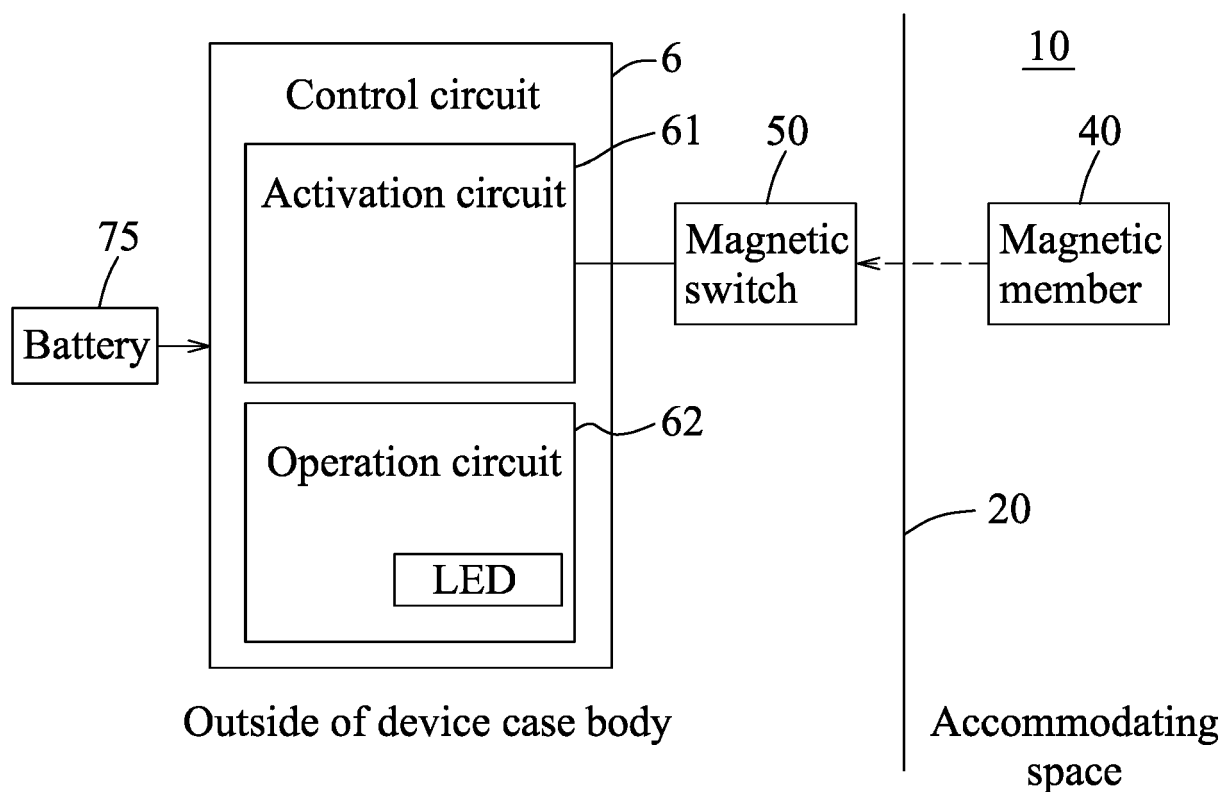 6
10
Control circuit
61
50
40
Activation circuit
75
Magnetic
switch
Magnetic
member
Battery
62
Operation circuit
20
LED
Outside of device case body
Accommodating
space